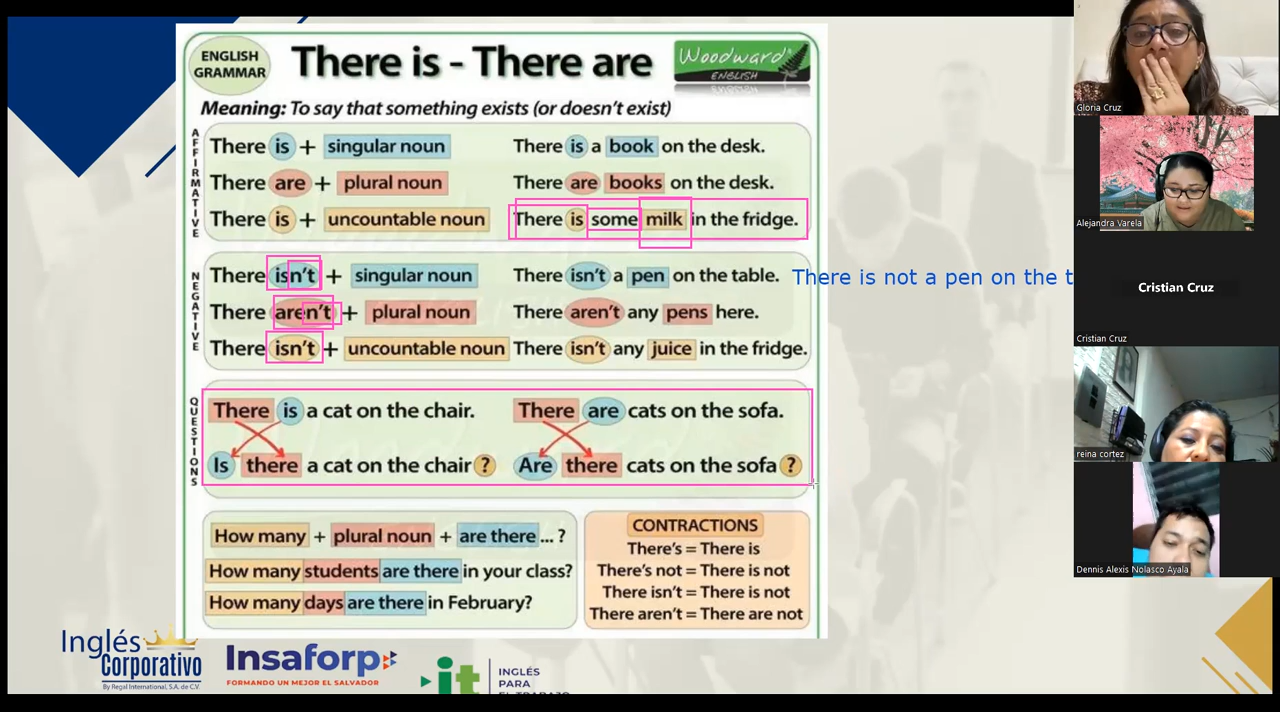 ENGLISH
GRAMMAR
There is - There are
Woodward®
ENGLISH
Meaning: To say that something exists (or doesn't exist)
AFFIRMATIVE
There is + singular noun There is a book on the desk.
There are + plural noun There are books on the desk.
There is + uncountable noun There is some milk in the fridge.
NEGATIVE
There isn't + singular noun There isn't a pen on the table. There is not a pen on the t
There aren't + plural noun There aren't any pens here.
There isn't + uncountable noun There isn't any juice in the fridge.
QUESTIONS
There is a cat on the chair. There are cats on the sofa.
Is there a cat on the chair ? Are there cats on the sofa ?
How many + plural noun + are there ... ?
How many students are there in your class?
How many days are there in February?
CONTRACTIONS
There's = There is
There's not = There is not
There isn't = There is not
There aren't = There are not
Inglés
Corporativo
By Regal International, S.A. de C.V.
Insaforp
FORMANDO UN MEJOR EL SALVADOR
it
INGLÉS
PARA
EL TRABAJO
Gloria Cruz
Alejandra Varela
Cristian Cruz
Cristian Cruz
reina cortez
Dennis Alexis Nolasco Ayala